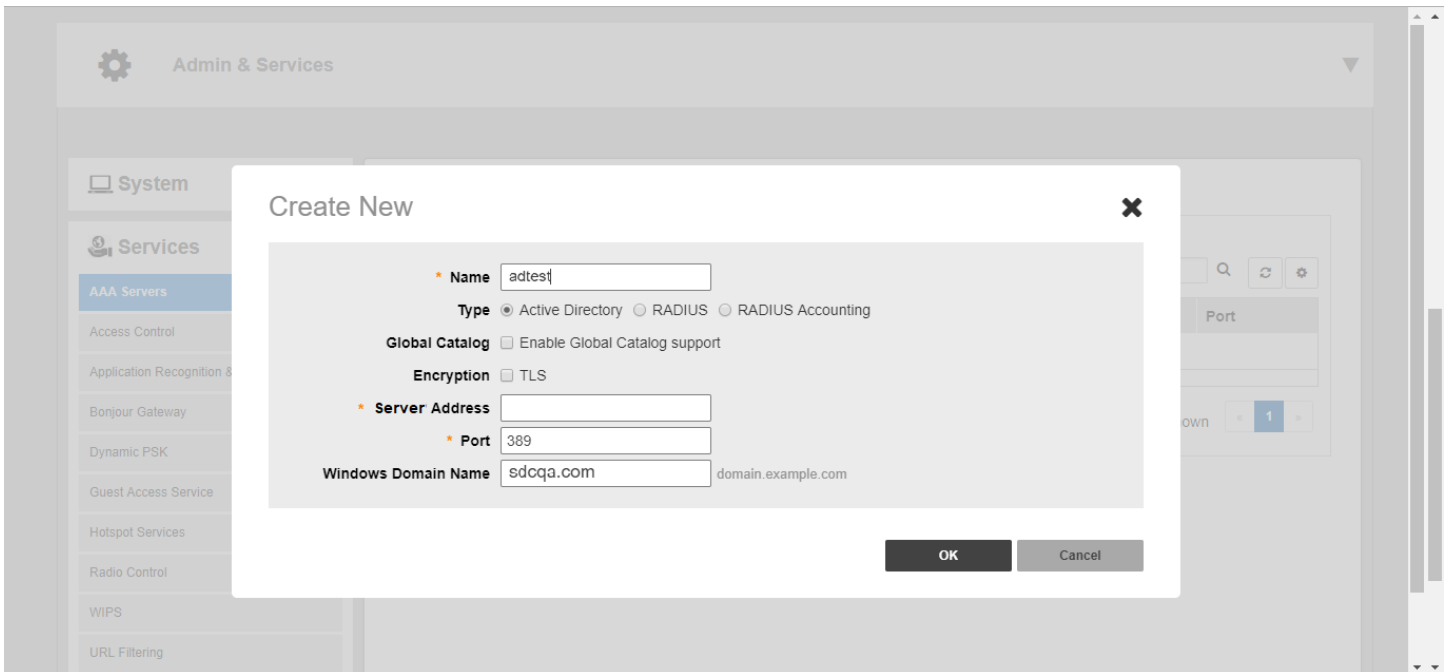 Admin & Services
System
Services
AAA Servers
Access Control
Application Recognition &
Bonjour Gateway
Dynamic PSK
Guest Access Service
Hotspot Services
Radio Control
WIPS
URL Filtering
Create New
* Name adtest
Type Active Directory RADIUS RADIUS Accounting
Global Catalog Enable Global Catalog support
Encryption TLS
* Server Address
* Port 389
Windows Domain Name sdcqa.com domain.example.com
OK Cancel
Port
own 1